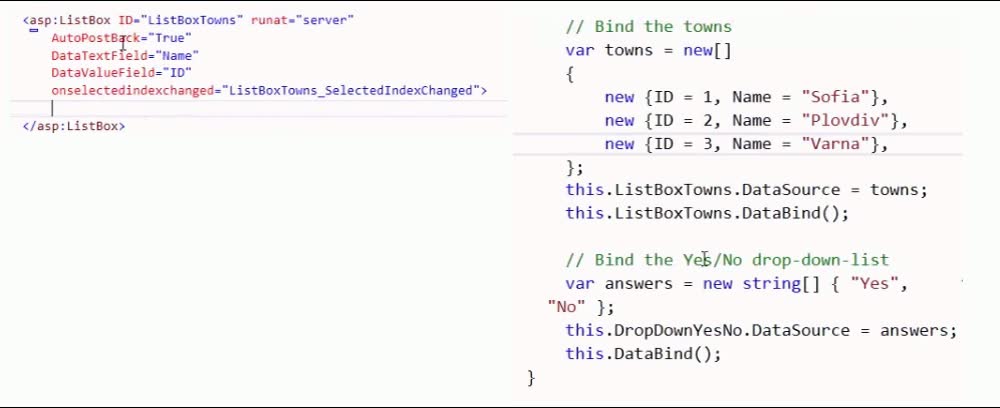 <asp:ListBox ID="ListBoxTowns" runat="server"
AutoPostBack="True"
DataTextField="Name"
DataValueField="ID"
onselectedindexchanged="ListBoxTowns_SelectedIndexChanged">
</asp:ListBox>
// Bind the towns
var towns = new[]
{
new {ID = 1, Name = "Sofia"},
new {ID = 2, Name = "Plovdiv"},
new {ID = 3, Name = "Varna"},
};
this.ListBoxTowns.DataSource = towns;
this.ListBoxTowns.DataBind();
// Bind the Yes/No drop-down-list
var answers = new string[] { "Yes",
"No" };
this.DropDownYesNo.DataSource = answers;
this.DataBind();
}